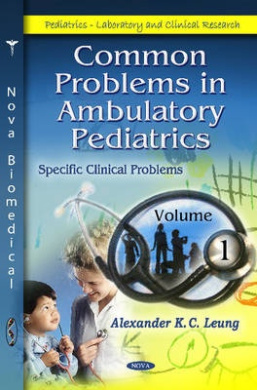 Pediatrics - Laboratory and Clinical Research
Nova Biomedical
Common
Problems in
Ambulatory
Pediatrics
Specific Clinical Problems
Volume
1
Alexander K. C. Leung
NOVA